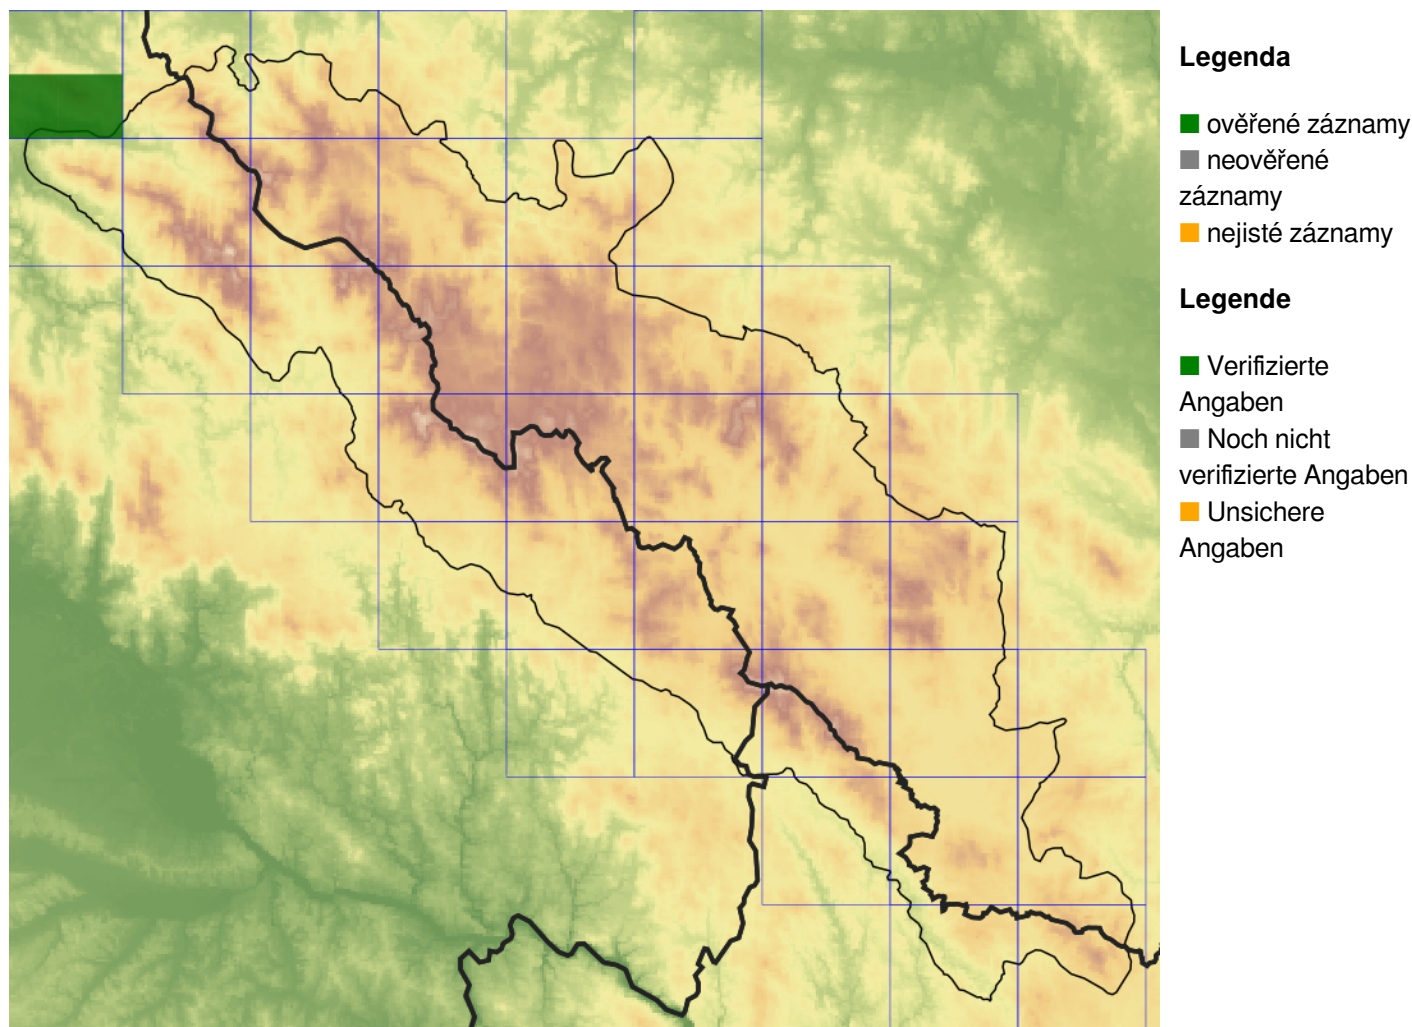 Legenda
ověřené záznamy
neověřené
záznamy
nejisté záznamy
Legende
Verifizierte
Angaben
Noch nicht
verifizierte Angaben
Unsichere
Angaben